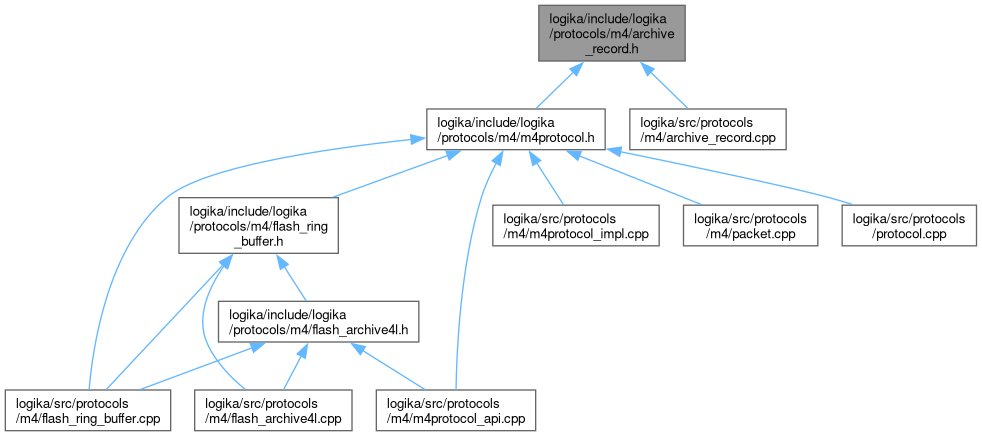 logika/include/logika
/protocols/m4/archive
_record.h
logika/include/logika
/protocols/m4/m4protocol.h
logika/src/protocols
/m4/archive_record.cpp
logika/include/logika
/protocols/m4/flash_ring
_buffer.h
logika/src/protocols
/m4/m4protocol_impl.cpp
logika/src/protocols
/m4/packet.cpp
logika/src/protocols
/protocol.cpp
logika/include/logika
/protocols/m4/flash_archive4l.h
logika/src/protocols
/m4/flash_ring_buffer.cpp
logika/src/protocols
/m4/flash_archive4l.cpp
logika/src/protocols
/m4/m4protocol_api.cpp